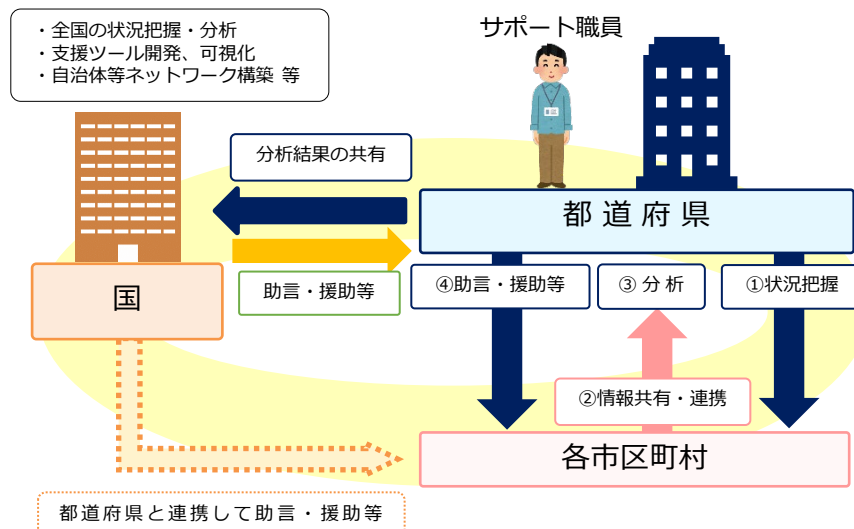 ・全国の状況把握・分析
・支援ツール開発、可視化
・自治体等ネットワーク構築 等
サポート職員
分析結果の共有
都道府県
助言・援助等
④助言・援助等
③分析
①状況把握
国
②情報共有・連携
各市区町村
都道府県と連携して助言・援助等